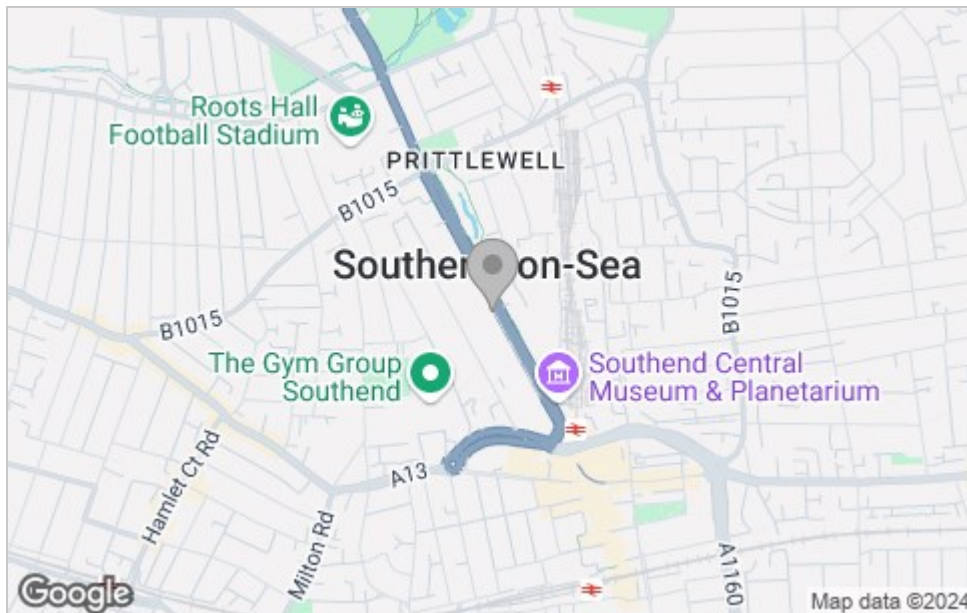 Roots Hall
Football Stadium
PRITTLEWELL
B1015
Southend-on-Sea
B1015
B1015
The Gym Group
Southend
Southend Central
Museum & Planetarium
A13
Hamlet Ct Rd
Milton Rd
A1160
Google
Map data ©2024